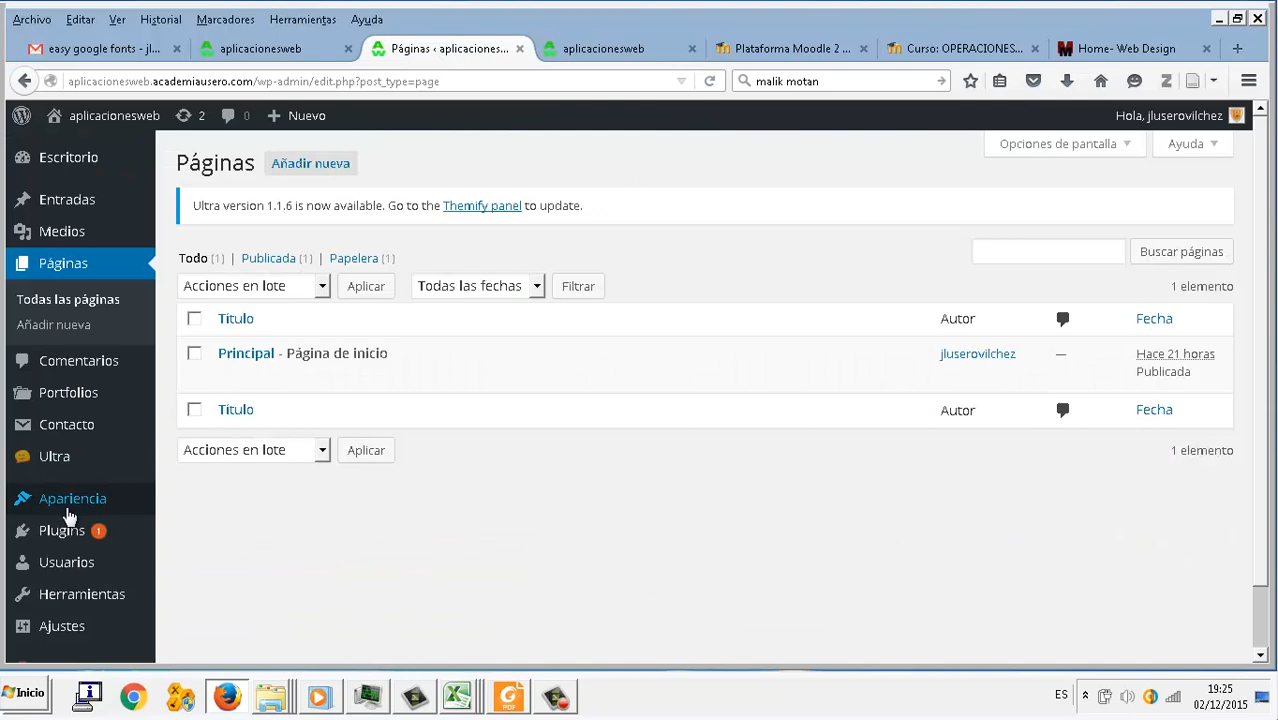 Archivo Editar Ver Historial Marcadores Herramientas Ayuda
easy google fonts - jl... × aplicacionesweb × Páginas ‹ aplicaciones... × aplicacionesweb × Plataforma Moodle 2 ... × Curso: OPERACIONES... × Home- Web Design ×
aplicacionesweb.academiausero.com/wp-admin/edit.php?post_type=page
malik motan
aplicacionesweb 2 0 + Nuevo
Hola, jluserovilchez
Escritorio
Entradas
Medios
Páginas
Todas las páginas
Añadir nueva
Comentarios
Portfolios
Contacto
Ultra
Apariencia
Plugins 1
Usuarios
Herramientas
Ajustes
Opciones de pantalla
Ayuda
Páginas Añadir nueva
Ultra version 1.1.6 is now available. Go to the Themify panel to update.
Todo (1) | Publicada (1) | Papelera (1)
Buscar páginas
Acciones en lote Aplicar Todas las fechas Filtrar
1 elemento
Título Autor Fecha
Principal - Página de inicio jluserovilchez — Hace 21 horas
Publicada
Título Autor Fecha
Acciones en lote Aplicar
1 elemento
Inicio
PDF
ES
19:25
02/12/2015